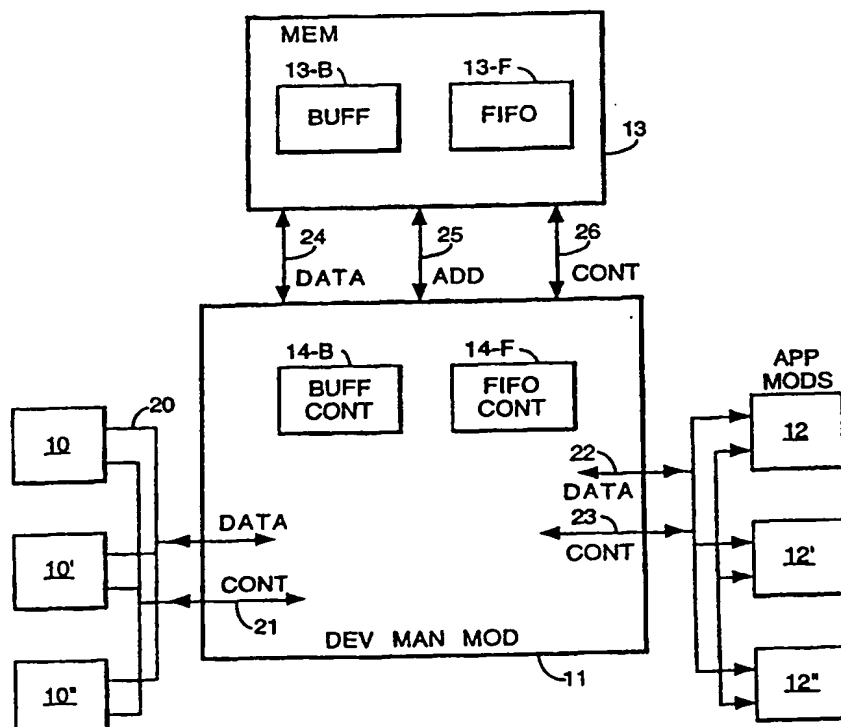 MEM
13-B
13-F
BUFF
FIFO
13
24
25
26
DATA
ADD
CONT
14-B
14-F
BUFF
CONT
FIFO
CONT
APP
MODS
20
10
12
22
DATA
23
CONT
DATA
10'
12'
CONT
21
DEV MAN MOD
11
10"
12"